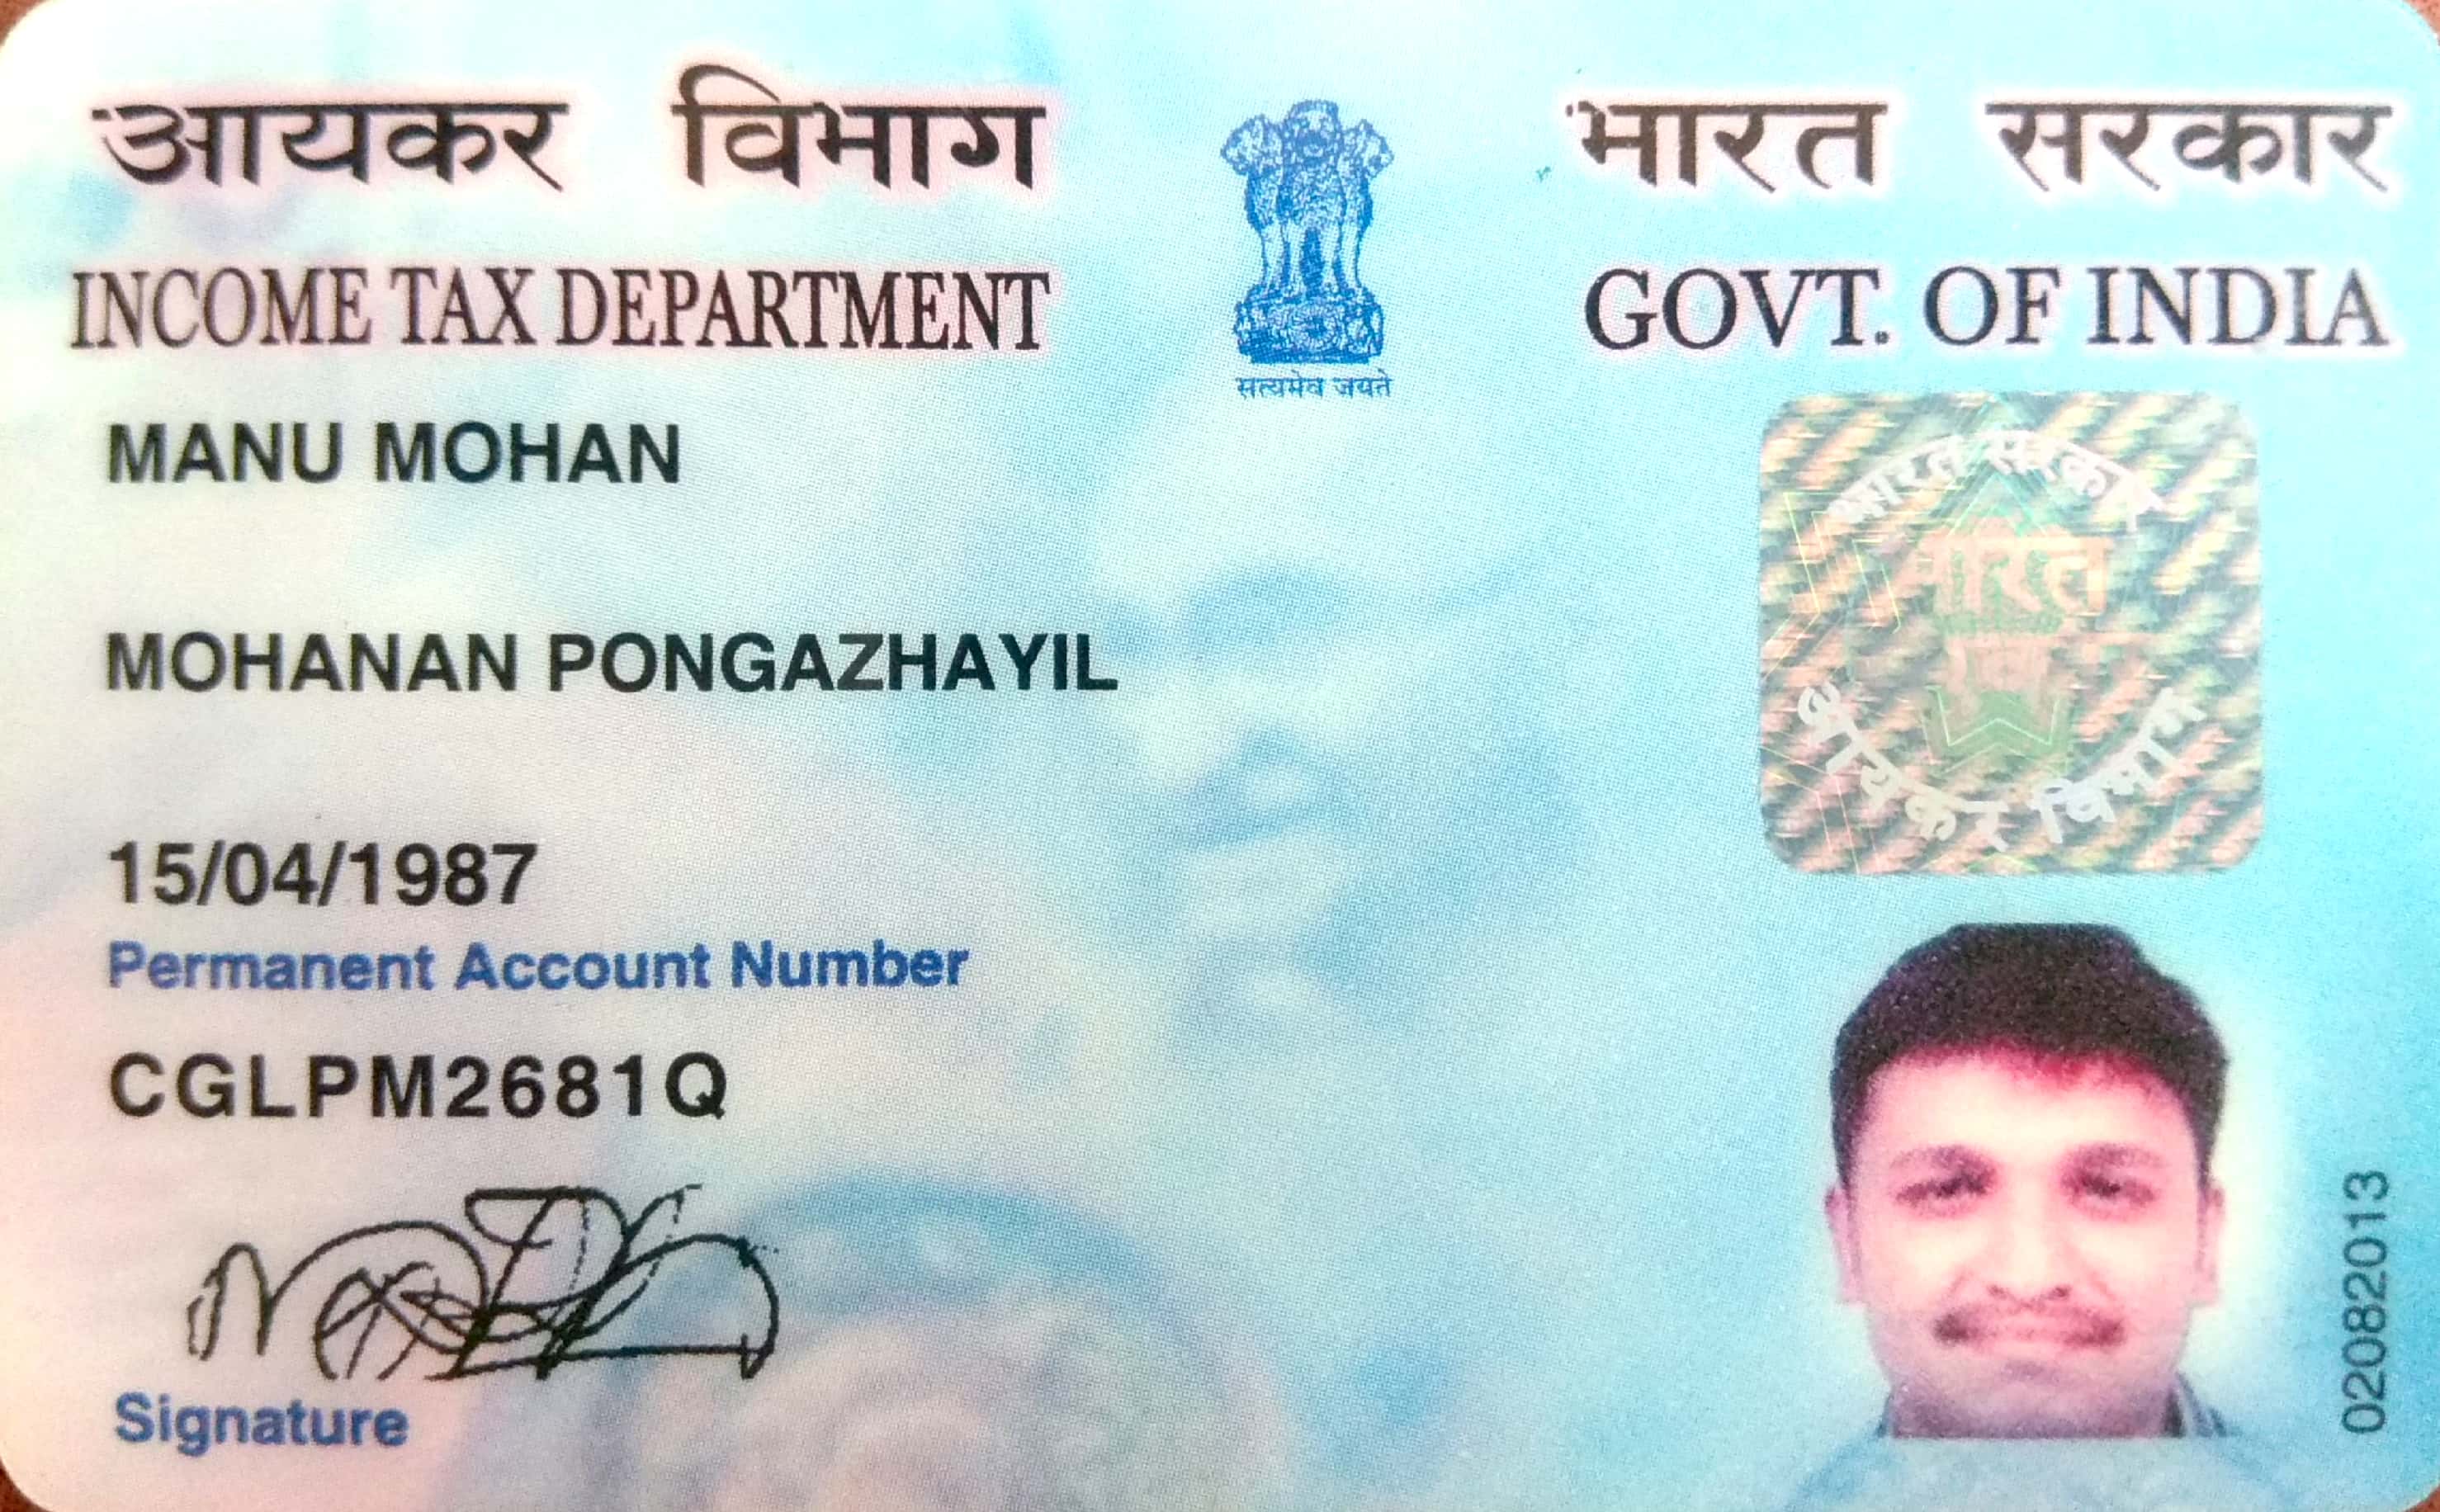 आयकर विभाग
INCOME TAX DEPARTMENT
सत्यमेव जयते
भारत सरकार
GOVT. OF INDIA
MANU MOHAN
MOHANAN PONGAZHAYIL
15/04/1987
Permanent Account Number
CGLPM2681Q
Signature
भारत सरकार
भारत
आयकर विभाग
02082013